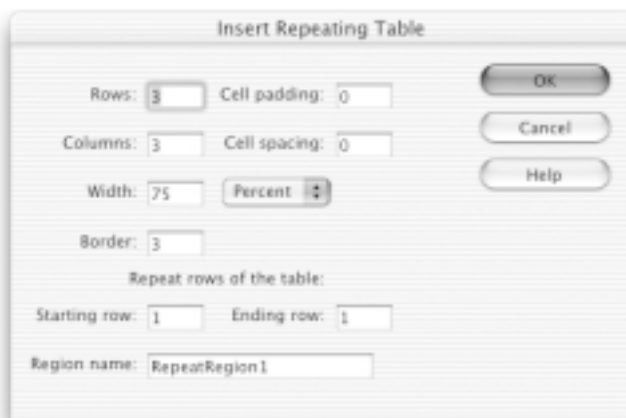 Insert Repeating Table
Rows: 3 Cell padding: 0 OK
Columns: 3 Cell spacing: 0 Cancel
Width: 75 Percent Help
Border: 3
Repeat rows of the table:
Starting row: 1 Ending row: 1
Region name: RepeatRegion1